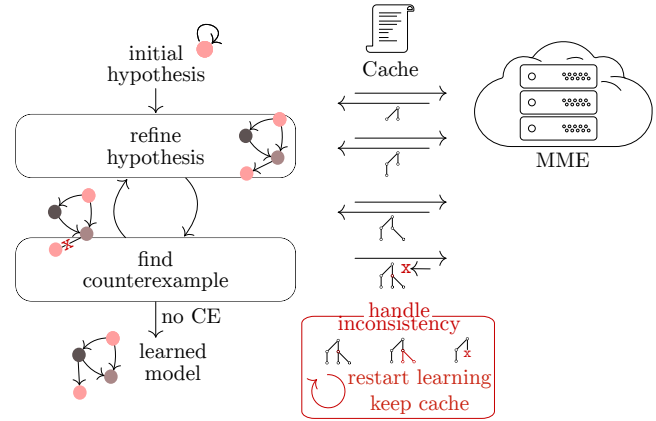 initial
hypothesis
refine
hypothesis
x
find
counterexample
no CE
learned
model
Cache
x
MME
handle
inconsistency
x
restart learning
keep cache